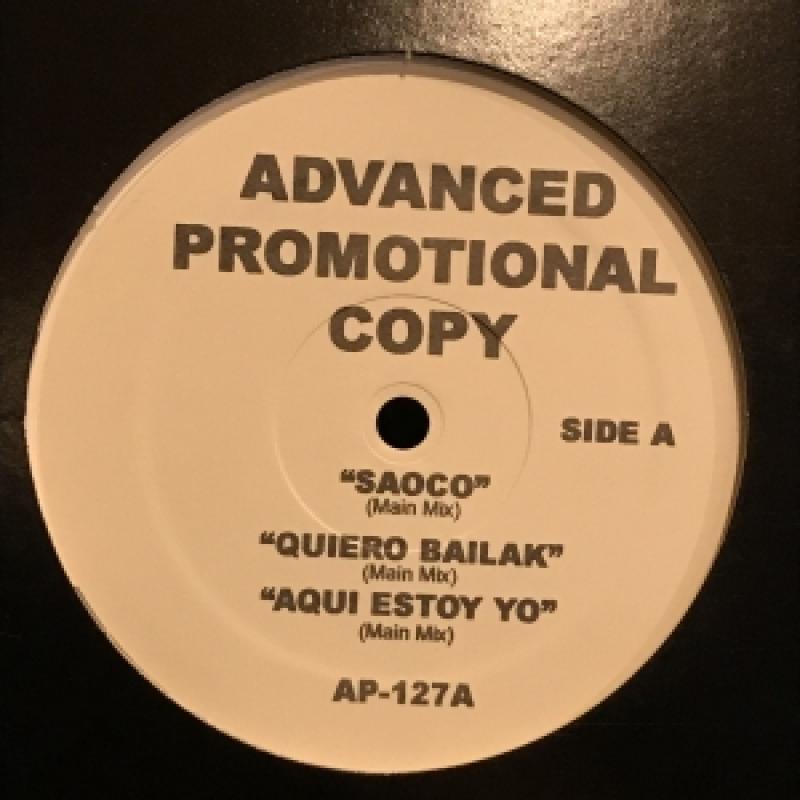 ADVANCED
PROMOTIONAL
COPY
SIDE A
“SAOCO”
(Main Mix)
“QUIERO BAILAK”
(Main Mix)
“AQUI ESTOY YO”
(Main Mix)
AP-127A